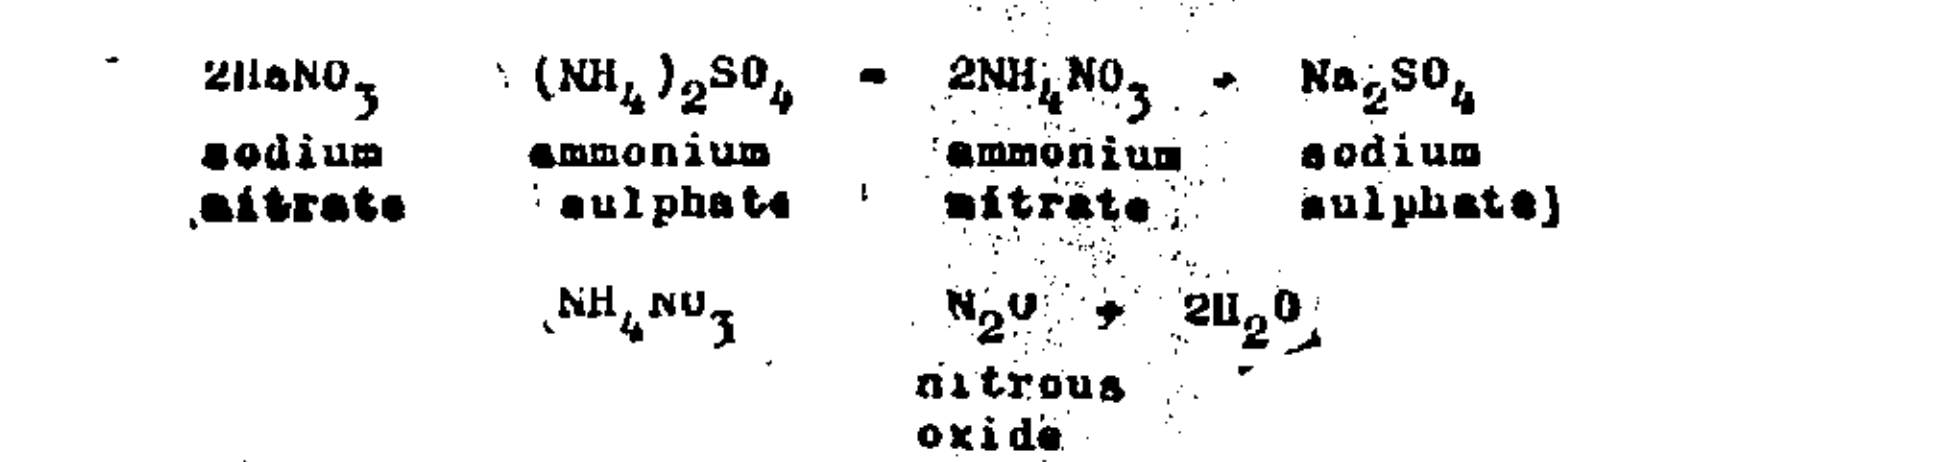 2NaNO3 (NH4)2SO4 = 2NH4NO3 + Na2SO4
sodium ammonium ammonium sodium
nitrate sulphate nitrate sulphate)
NH4NO3 N2O + 2H2O
nitrous
oxide